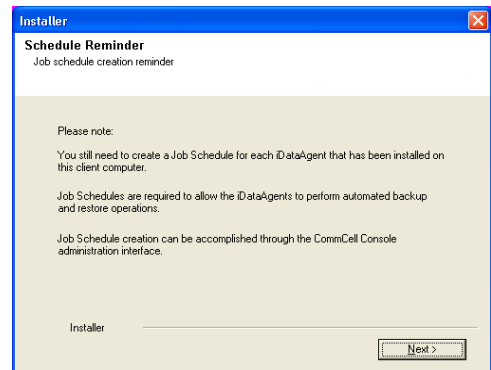 Installer
Schedule Reminder
Job schedule creation reminder
Please note:
You still need to create a Job Schedule for each iDataAgent that has been installed on
this client computer.
Job Schedules are required to allow the iDataAgents to perform automated backup
and restore operations.
Job Schedule creation can be accomplished through the CommCell Console
administration interface.
Installer
Next >